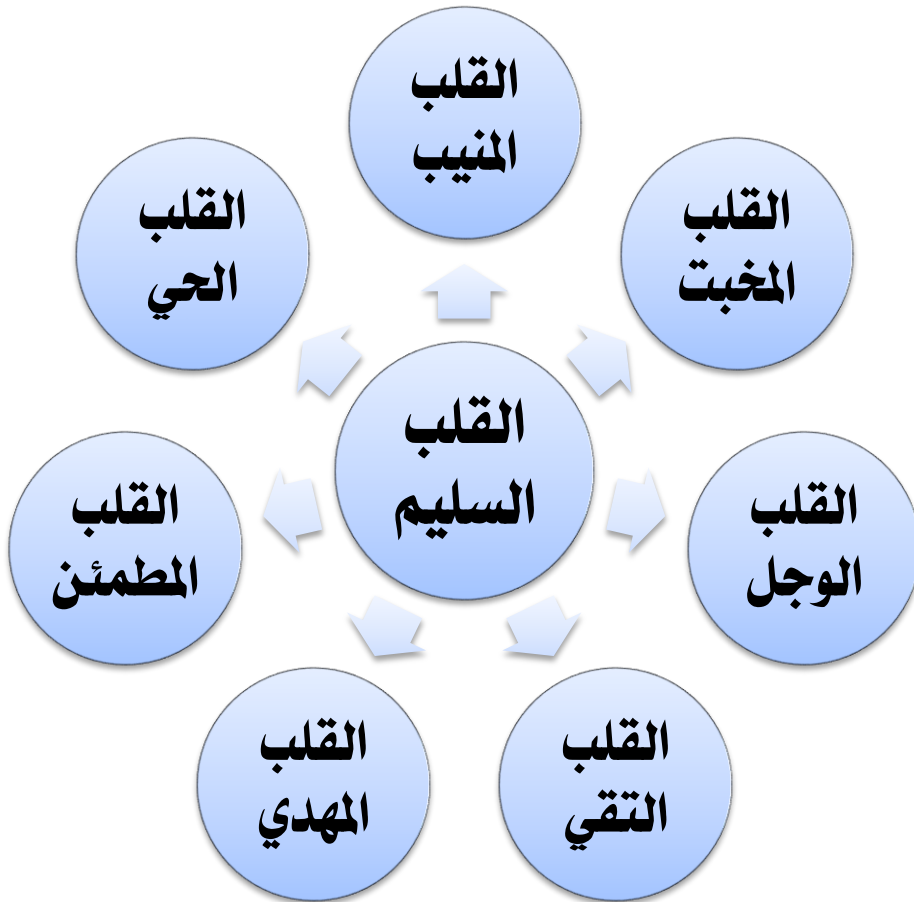 القلب
المنيب
القلب
المخبت
القلب
الوجل
القلب
التقي
القلب
المهدي
القلب
المطمئن
القلب
الحي
القلب
السليم